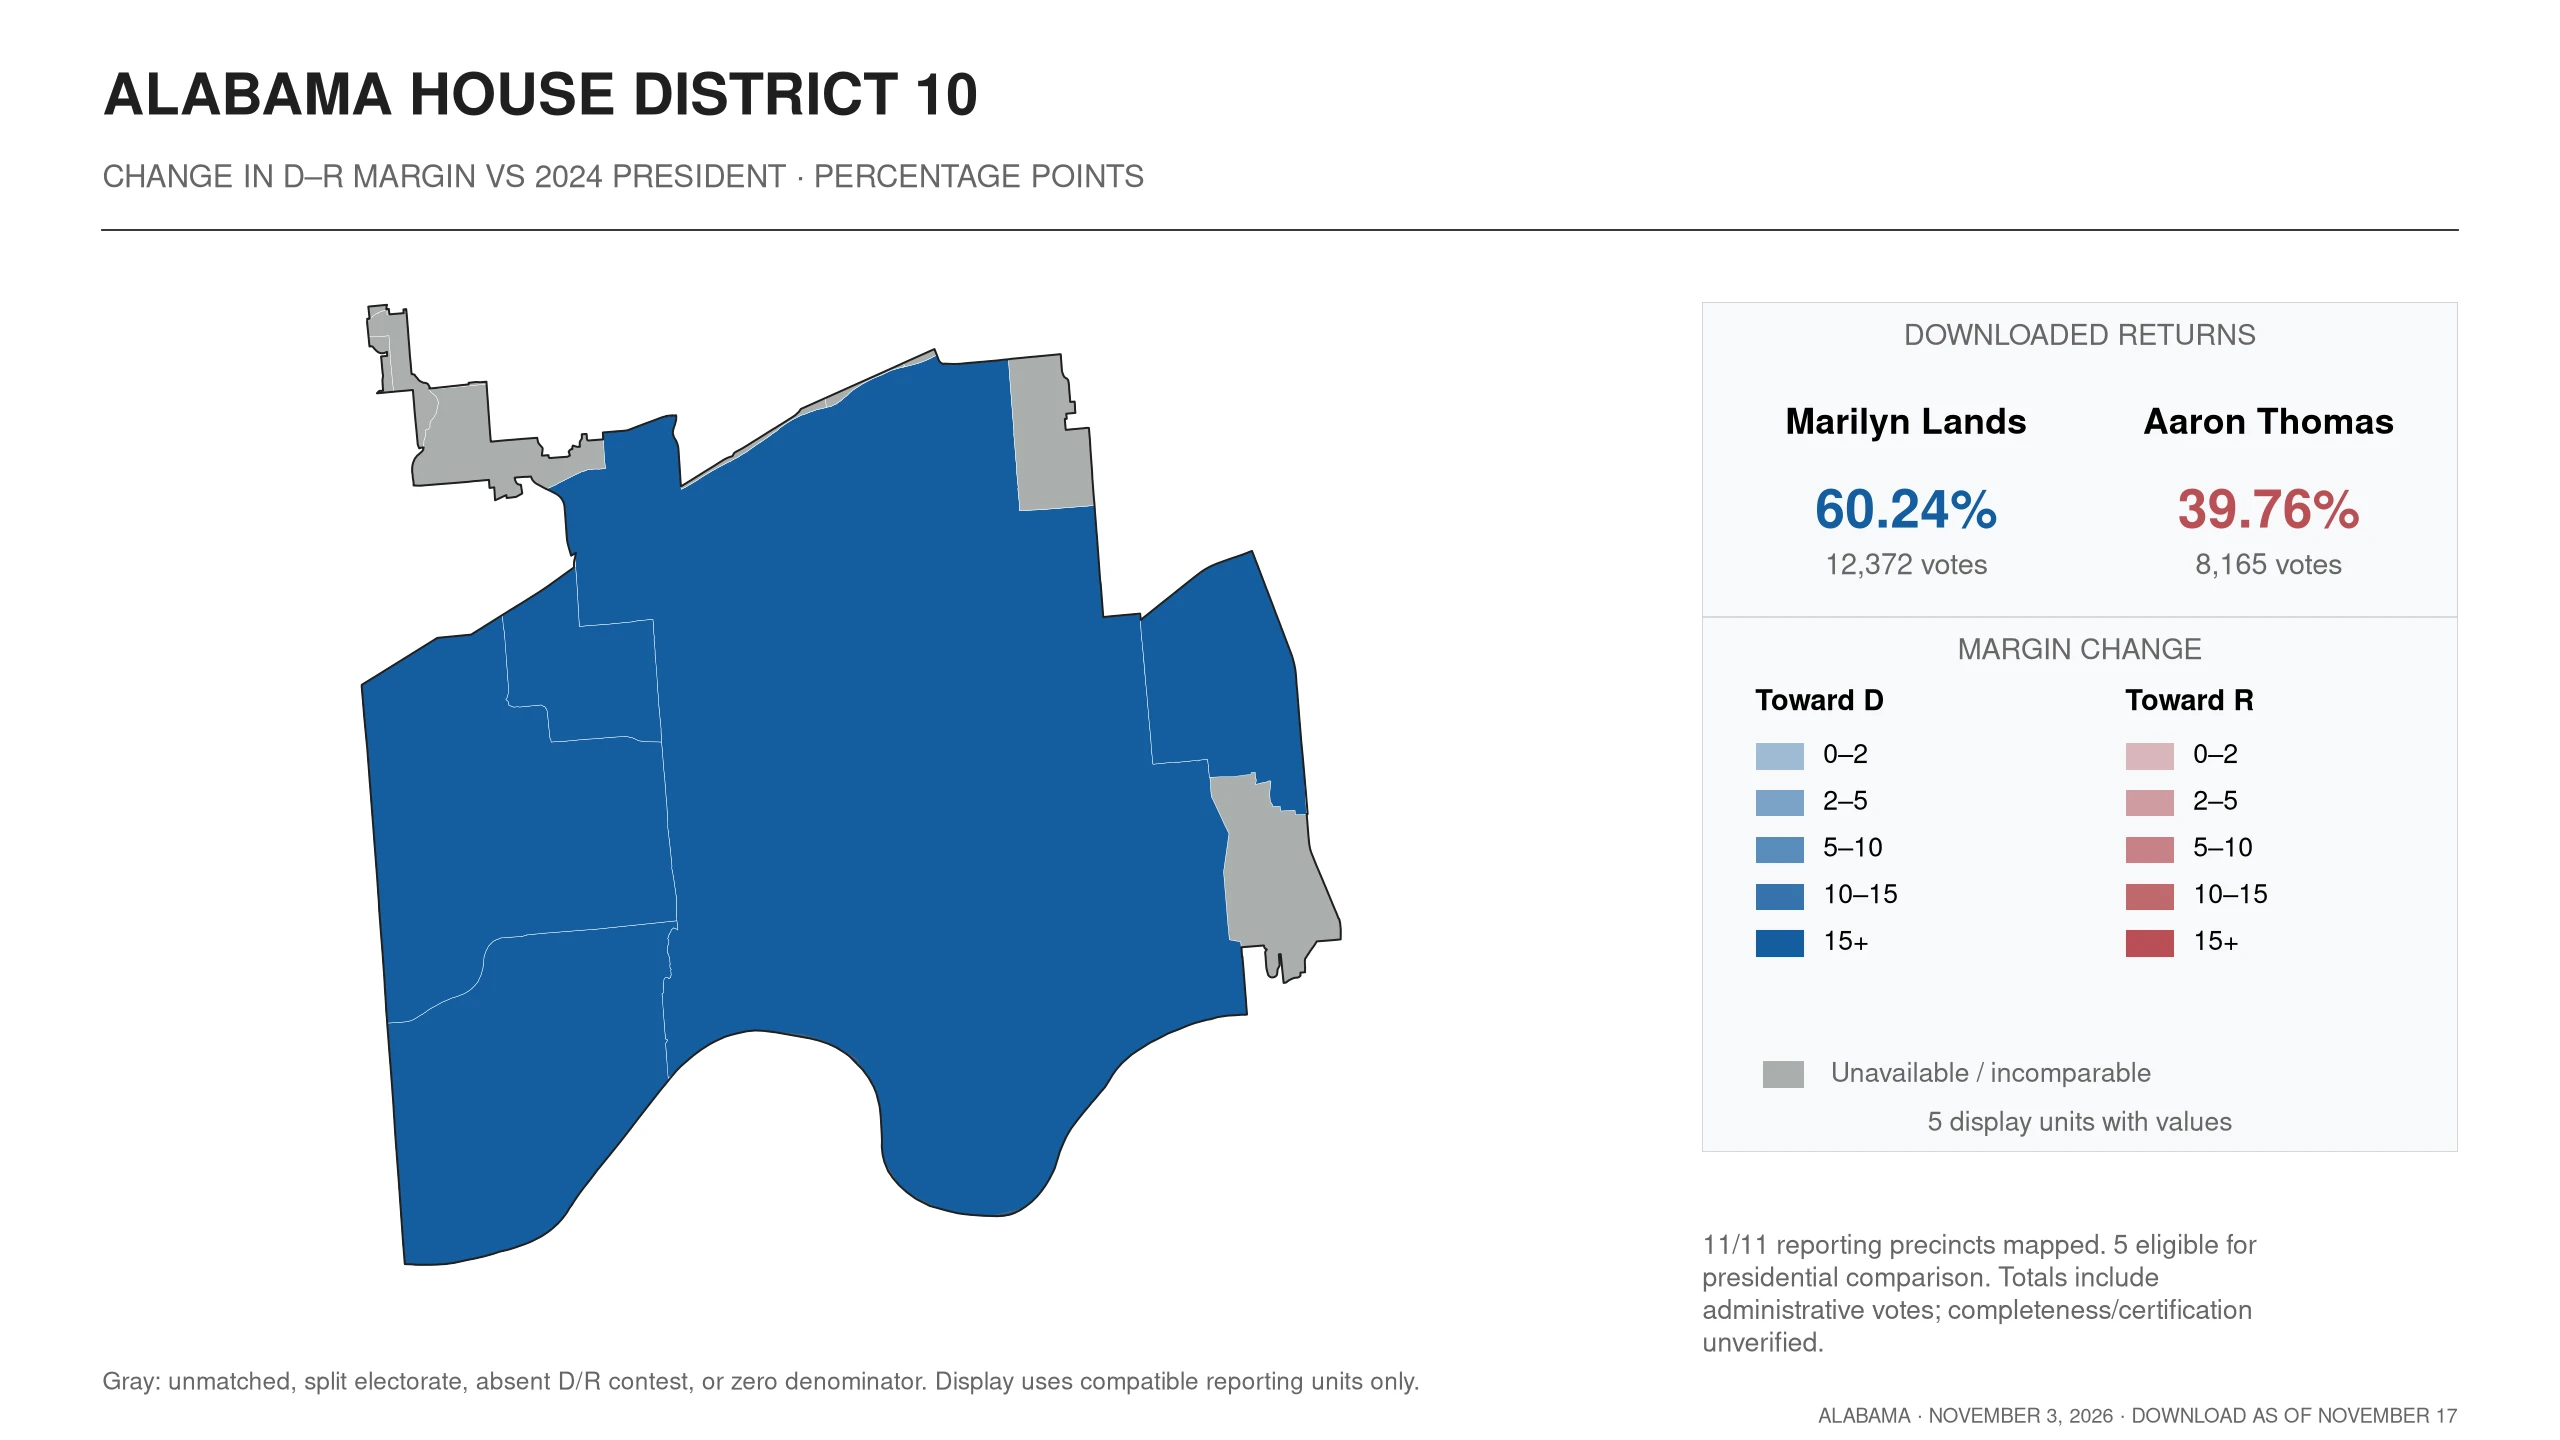 ALABAMA HOUSE DISTRICT 10
CHANGE IN D–R MARGIN VS 2024 PRESIDENT · PERCENTAGE POINTS
DOWNLOADED RETURNS
Marilyn Lands
Aaron Thomas
60.24%
39.76%
12,372 votes
8,165 votes
MARGIN CHANGE
Toward D
Toward R
0–2
0–2
2–5
2–5
5–10
5–10
10–15
10–15
15+
15+
Unavailable / incomparable
5 display units with values
11/11 reporting precincts mapped. 5 eligible for
presidential comparison. Totals include
administrative votes; completeness/certification
unverified.
Gray: unmatched, split electorate, absent D/R contest, or zero denominator. Display uses compatible reporting units only.
ALABAMA · NOVEMBER 3, 2026 · DOWNLOAD AS OF NOVEMBER 17